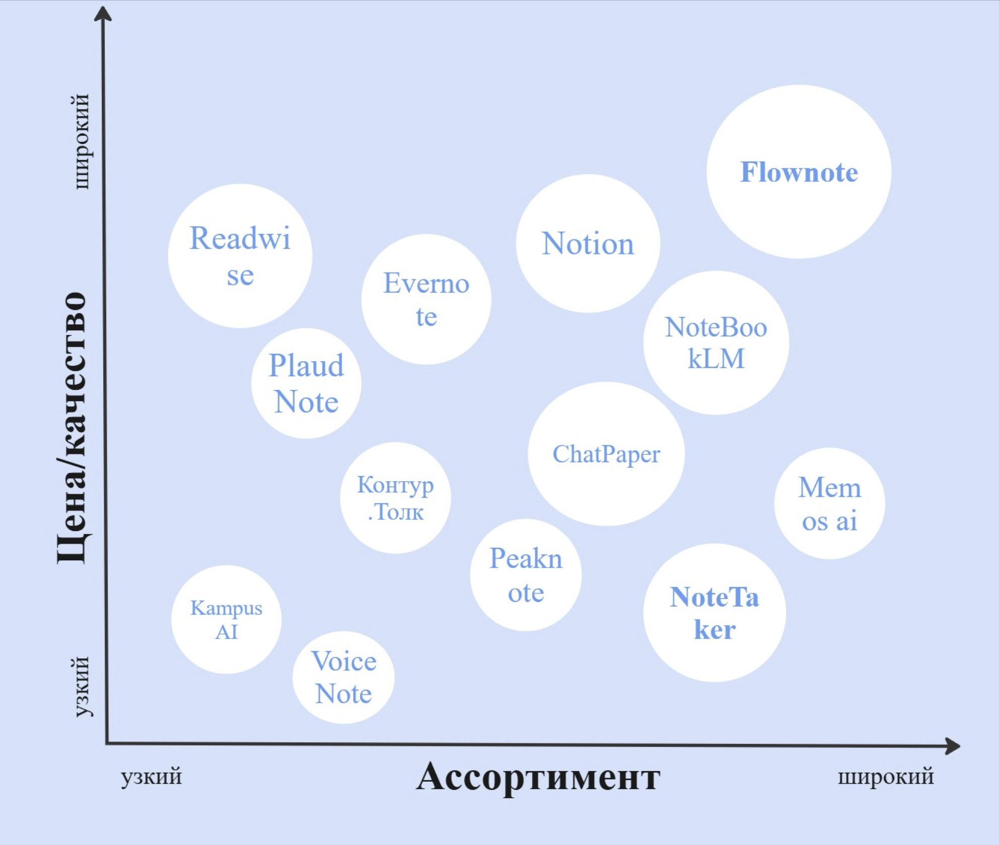 широкий
Flownote
Readwi
se
Notion
Everno
te
NoteBoo
kLM
Plaud
Note
Цена/качество
ChatPaper
Контур
.Толк
Mem
os ai
Peakn
ote
NoteTa
ker
Kampus
AI
Voice
Note
узкий
узкий
Ассортимент
широкий